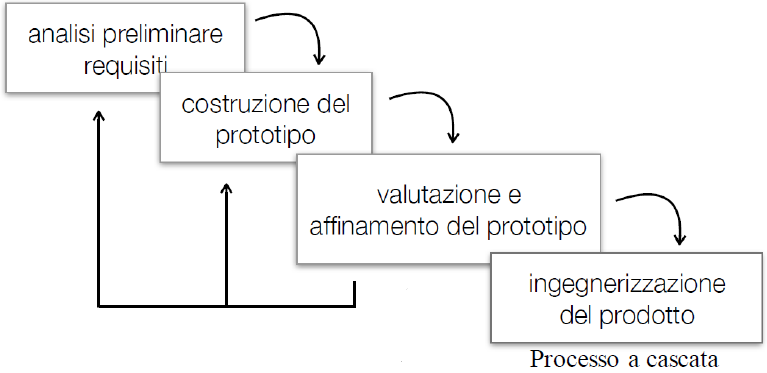 analisi preliminare
requisiti
costruzione del
prototipo
valutazione e
affinamento del prototipo
ingegnerizzazione
del prodotto
Processo a cascata